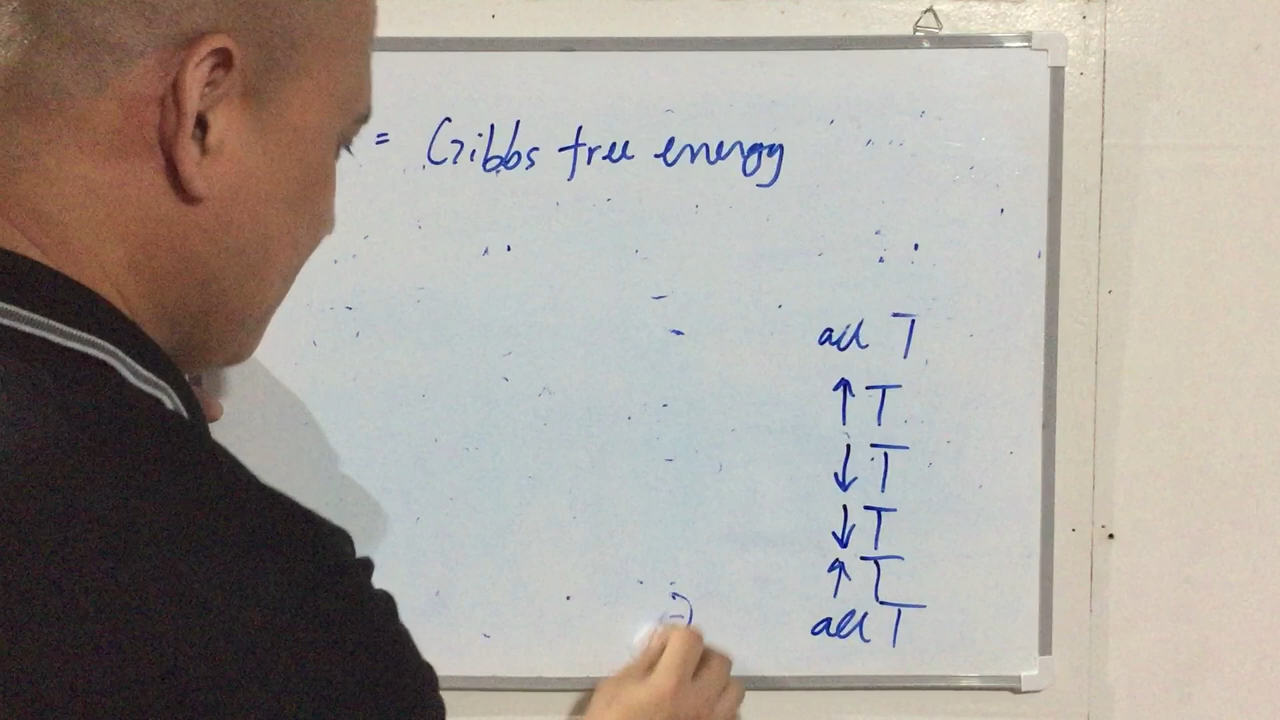 = Gibbs free energy
all T
↑ T
↓ T
↓ T
↑ T
all T